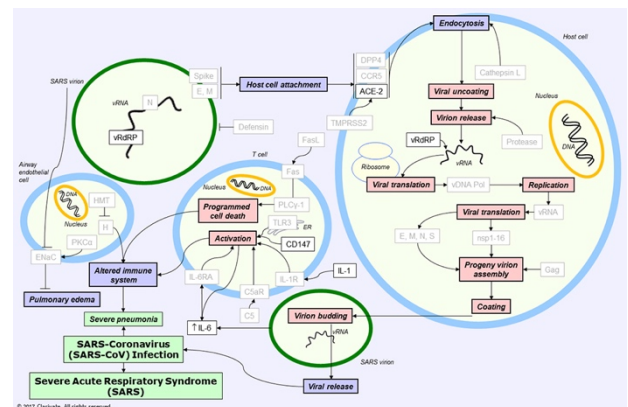 Host cell
Endocytosis
DPP4
CCR5
ACE-2
Cathepsin L
SARS virion
Spike
E, M
Host cell attachment
vRNA
N
Viral uncoating
Nucleus
TMPRSS2
Virion release
vRdRP
Defensin
vRdRP
Protease
DNA
FasL
vRNA
Airway
endothelial
cell
T cell
Ribosome
Fas
Viral translation
vDNA Pol
Replication
Nucleus
DNA
DNA
Nucleus
HMT
Programmed
cell death
PLCγ-1
TLR3
ER
Viral translation
vRNA
H
Activation
CD147
E, M, N, S
nsp1-16
PKCα
ENaC
Altered immune
system
IL-6RA
IL-1R
IL-1
Progeny virion
assembly
Gag
C5aR
Pulmonary edema
Coating
C5
Severe pneumonia
↑ IL-6
Virion budding
vRNA
SARS-Coronavirus
(SARS-CoV) Infection
SARS virion
Severe Acute Respiratory Syndrome
(SARS)
Viral release
© 2017 Clarivate. All rights reserved.